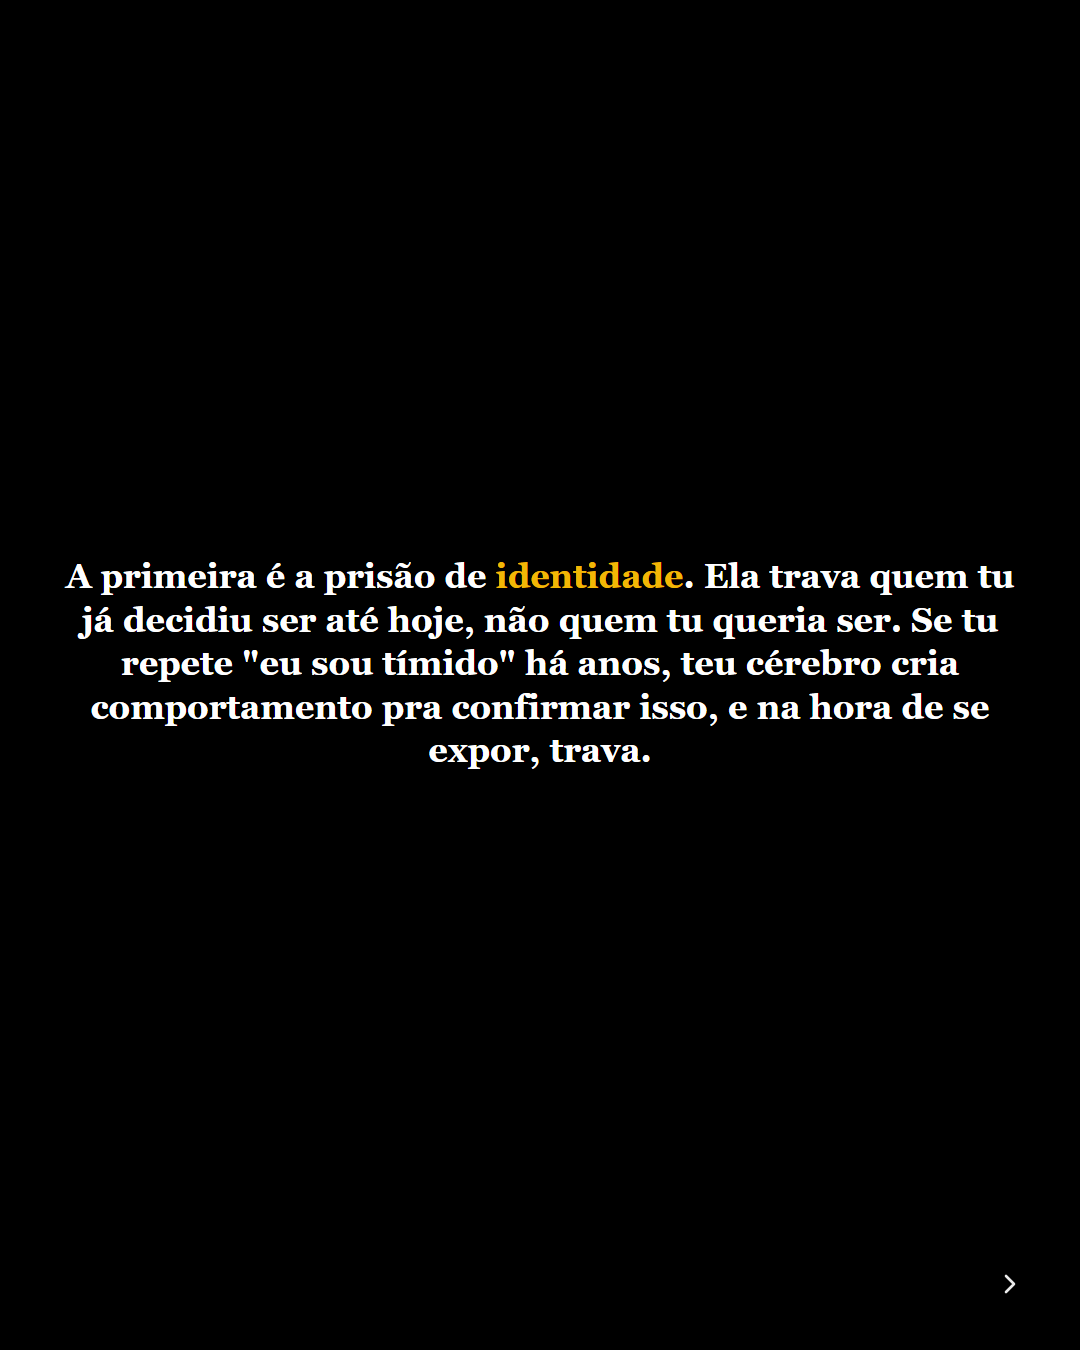 A primeira é a prisão de identidade. Ela trava quem tu
já decidiu ser até hoje, não quem tu queria ser. Se tu
repete "eu sou tímido" há anos, teu cérebro cria
comportamento pra confirmar isso, e na hora de se
expor, trava.